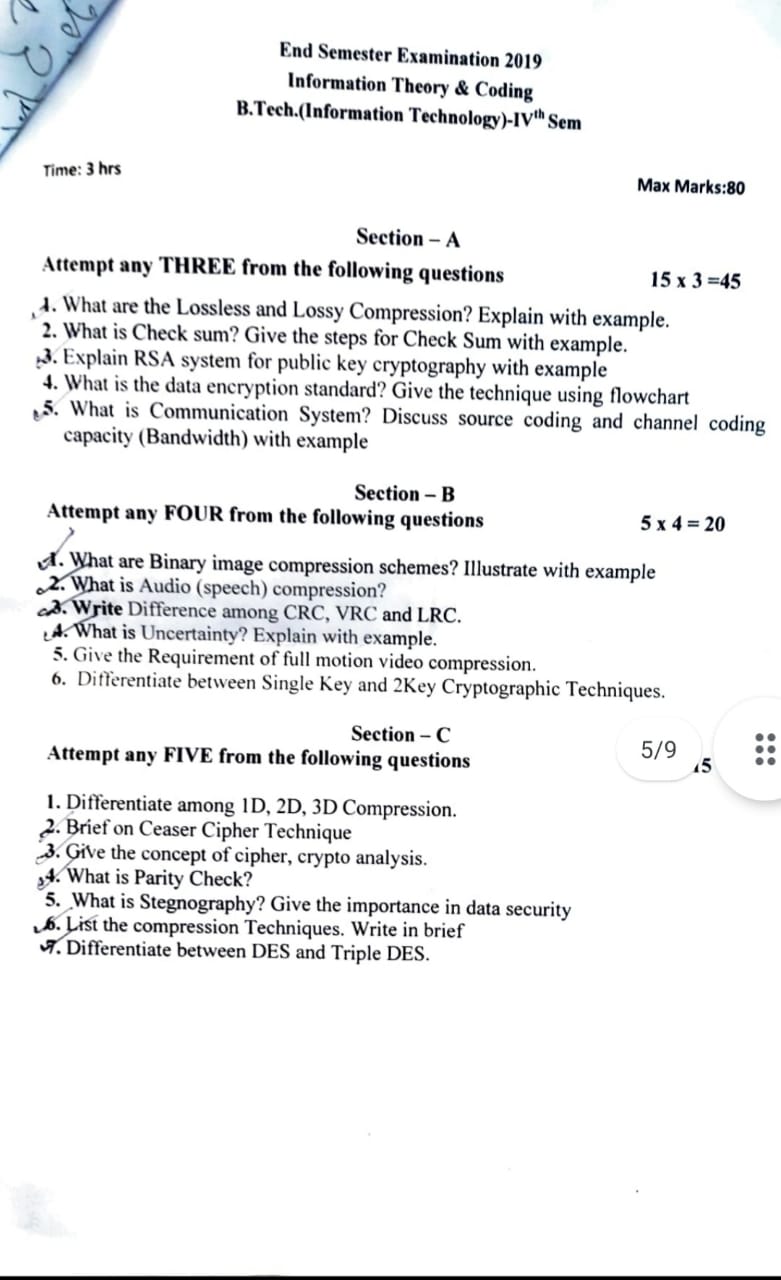 End Semester Examination 2019
Information Theory & Coding
B.Tech.(Information Technology)-IVth Sem
Time: 3 hrs
Max Marks:80
Section – A
Attempt any THREE from the following questions 15 x 3 =45
1. What are the Lossless and Lossy Compression? Explain with example.
2. What is Check sum? Give the steps for Check Sum with example.
3. Explain RSA system for public key cryptography with example
4. What is the data encryption standard? Give the technique using flowchart
5. What is Communication System? Discuss source coding and channel coding
capacity (Bandwidth) with example
Section – B
Attempt any FOUR from the following questions 5 x 4 = 20
1. What are Binary image compression schemes? Illustrate with example
2. What is Audio (speech) compression?
3. Write Difference among CRC, VRC and LRC.
4. What is Uncertainty? Explain with example.
5. Give the Requirement of full motion video compression.
6. Differentiate between Single Key and 2Key Cryptographic Techniques.
Section – C
Attempt any FIVE from the following questions 15
5/9
1. Differentiate among 1D, 2D, 3D Compression.
2. Brief on Ceaser Cipher Technique
3. Give the concept of cipher, crypto analysis.
4. What is Parity Check?
5. What is Stegnography? Give the importance in data security
6. List the compression Techniques. Write in brief
7. Differentiate between DES and Triple DES.